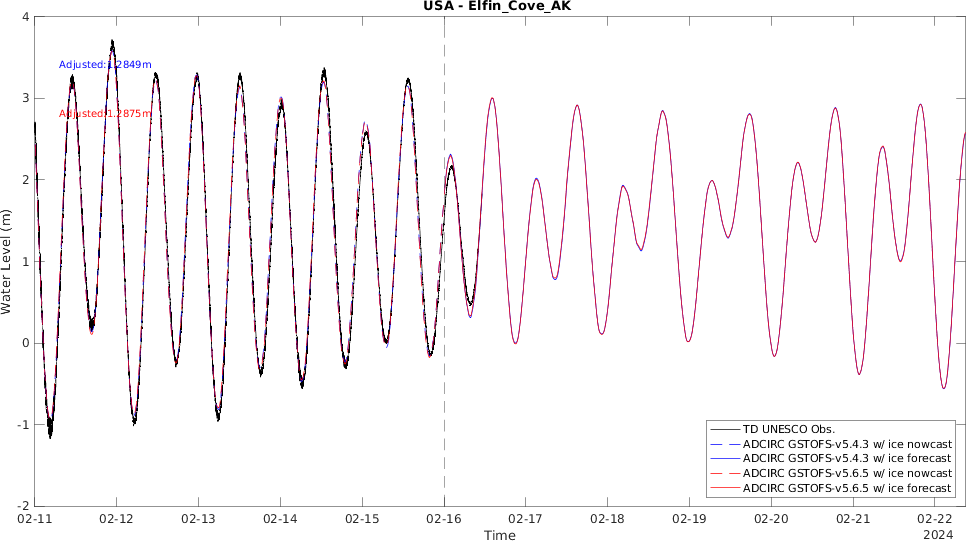 USA - Elfin_Cove_AK
4
Adjusted:1.2849m
3
Adjusted:1.2875m
2
Water Level (m)
1
0
-1
TD UNESCO Obs.
ADCIRC GSTOFS-v5.4.3 w/ ice nowcast
ADCIRC GSTOFS-v5.4.3 w/ ice forecast
ADCIRC GSTOFS-v5.6.5 w/ ice nowcast
ADCIRC GSTOFS-v5.6.5 w/ ice forecast
-2
02-11 02-12 02-13 02-14 02-15 02-16 02-17 02-18 02-19 02-20 02-21 02-22
Time 2024